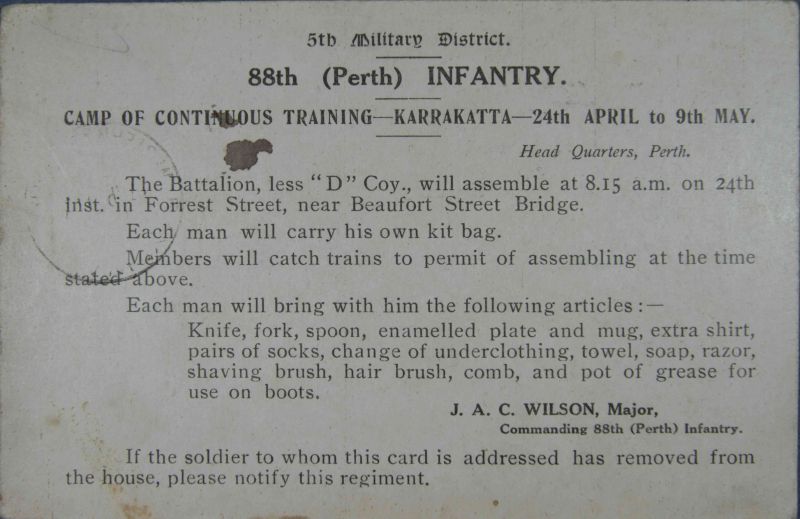 5th Military District.
88th (Perth) INFANTRY.
CAMP OF CONTINUOUS TRAINING—KARRAKATTA—24th APRIL to 9th MAY.
Head Quarters, Perth.
The Battalion, less "D" Coy., will assemble at 8.15 a.m. on 24th
inst. in Forrest Street, near Beaufort Street Bridge.
Each man will carry his own kit bag.
Members will catch trains to permit of assembling at the time
stated above.
Each man will bring with him the following articles :—
Knife, fork, spoon, enamelled plate and mug, extra shirt,
pairs of socks, change of underclothing, towel, soap, razor,
shaving brush, hair brush, comb, and pot of grease for
use on boots.
J. A. C. WILSON, Major,
Commanding 88th (Perth) Infantry.
If the soldier to whom this card is addressed has removed from
the house, please notify this regiment.